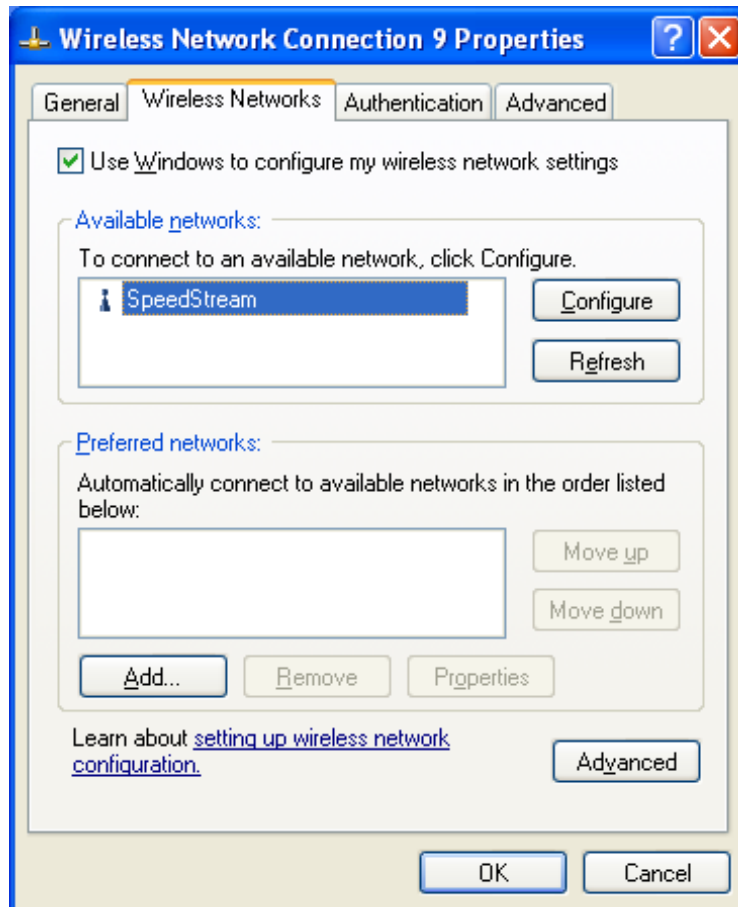 Wireless Network Connection 9 Properties
General Wireless Networks Authentication Advanced
Use Windows to configure my wireless network settings
Available networks:
To connect to an available network, click Configure.
SpeedStream
Configure
Refresh
Preferred networks:
Automatically connect to available networks in the order listed
below:
Move up
Move down
Add... Remove Properties
Learn about setting up wireless network
configuration.
Advanced
OK Cancel